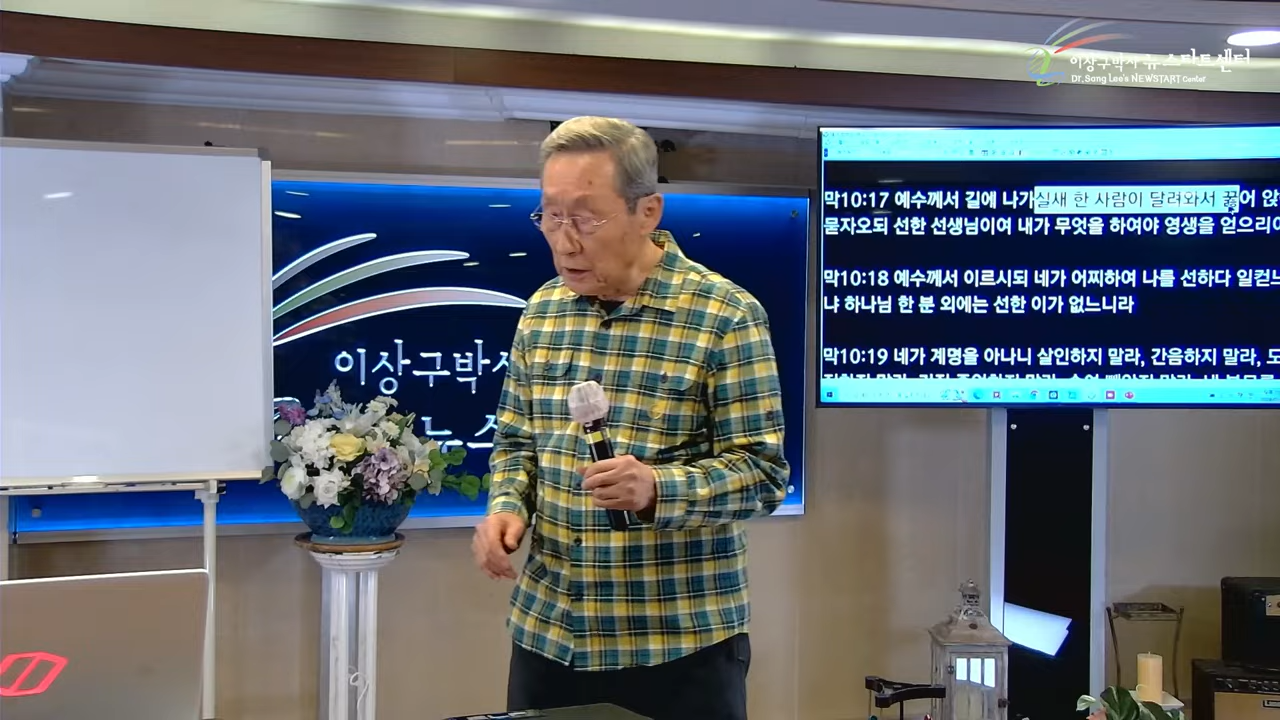 이상구박사 뉴스타트센터
Dr. Sang Lee's NEWSTART Center
이상구박사
뉴스
막10:17 예수께서 길에 나가실새 한 사람이 달려와서 꿇어 앉
묻자오되 선한 선생님이여 내가 무엇을 하여야 영생을 얻으리이
막10:18 예수께서 이르시되 네가 어찌하여 나를 선하다 일컫느
냐 하나님 한 분 외에는 선한 이가 없느니라
막10:19 네가 계명을 아나니 살인하지 말라, 간음하지 말라, 도